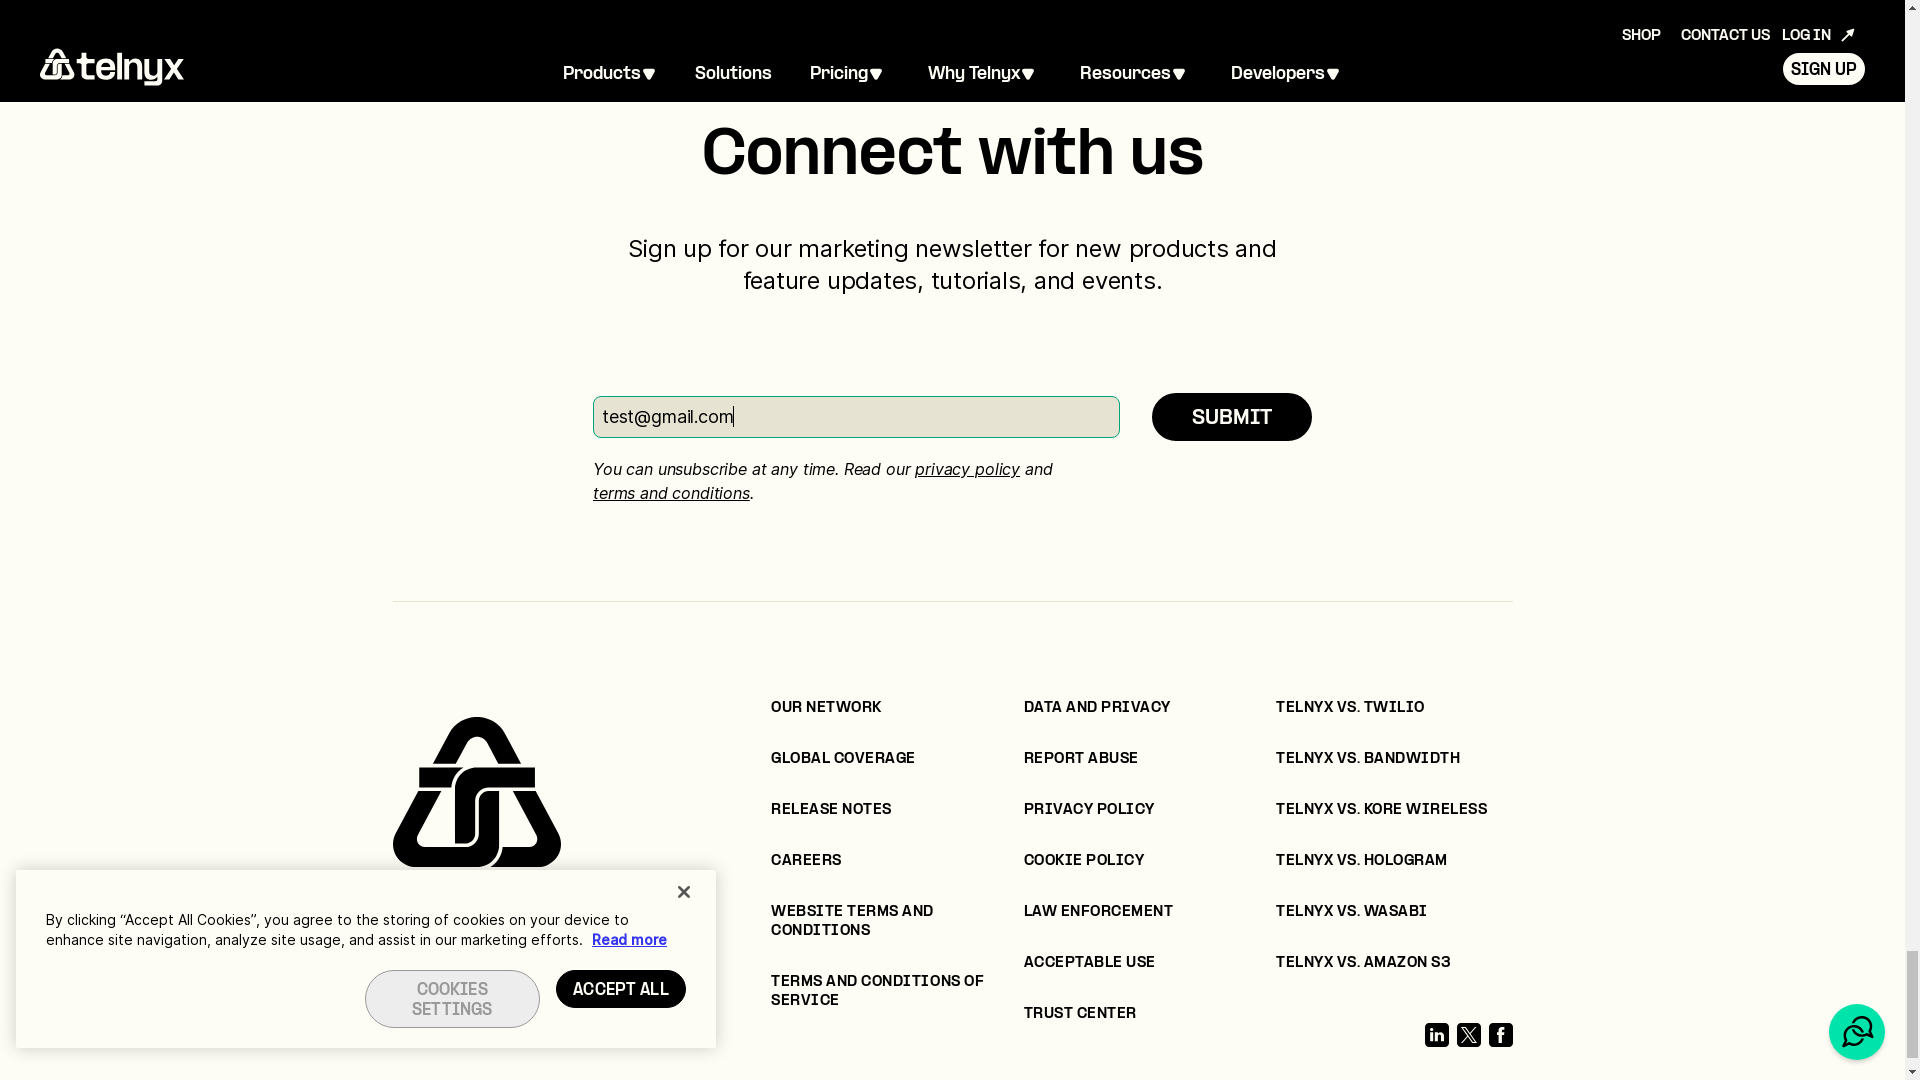 SHOP
CONTACT US
LOG IN
telnyx
Products
Solutions
Pricing
Why Telnyx
Resources
Developers
SIGN UP
Connect with us
Sign up for our marketing newsletter for new products and
feature updates, tutorials, and events.
test@gmail.com
SUBMIT
You can unsubscribe at any time. Read our privacy policy and
terms and conditions.
OUR NETWORK
GLOBAL COVERAGE
RELEASE NOTES
CAREERS
WEBSITE TERMS AND
CONDITIONS
TERMS AND CONDITIONS OF
SERVICE
DATA AND PRIVACY
REPORT ABUSE
PRIVACY POLICY
COOKIE POLICY
LAW ENFORCEMENT
ACCEPTABLE USE
TRUST CENTER
TELNYX VS. TWILIO
TELNYX VS. BANDWIDTH
TELNYX VS. KORE WIRELESS
TELNYX VS. HOLOGRAM
TELNYX VS. WASABI
TELNYX VS. AMAZON S3
By clicking “Accept All Cookies”, you agree to the storing of cookies on your device to
enhance site navigation, analyze site usage, and assist in our marketing efforts. Read more
COOKIES
SETTINGS
ACCEPT ALL